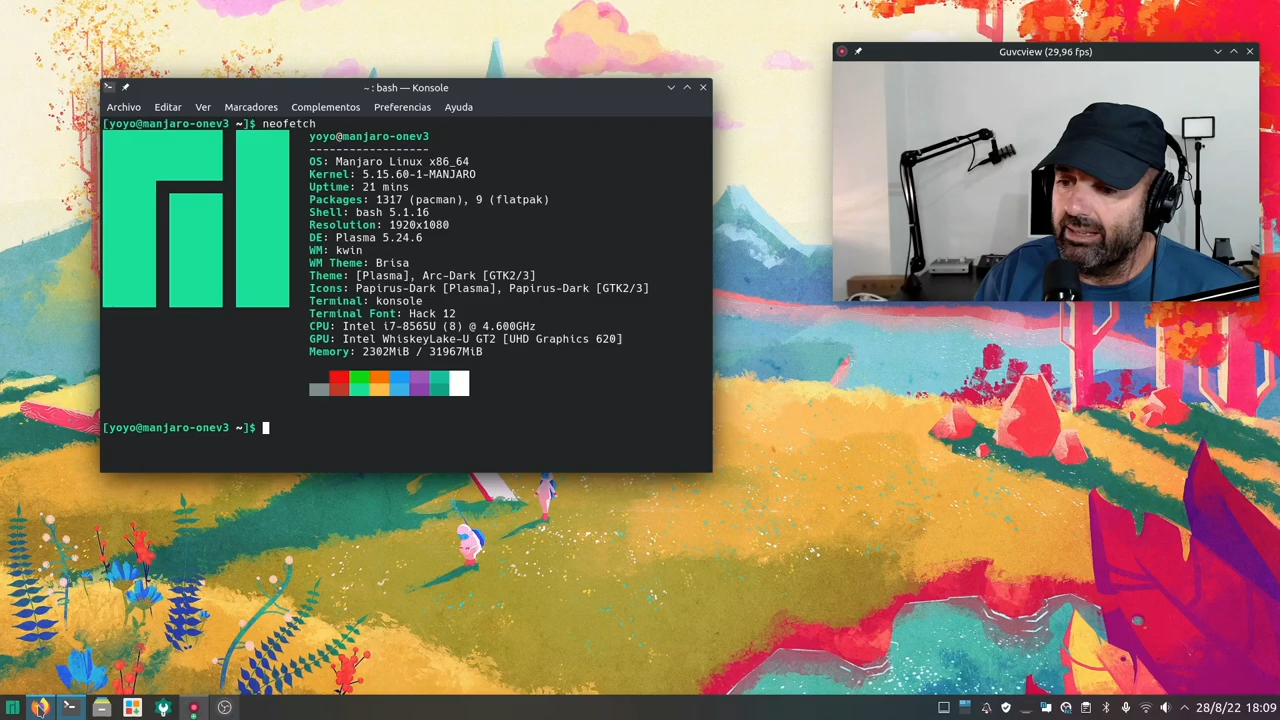 ~ : bash — Konsole
Archivo Editar Ver Marcadores Complementos Preferencias Ayuda
[yoyo@manjaro-onev3 ~]$ neofetch
yoyo@manjaro-onev3
------------------
OS: Manjaro Linux x86_64
Kernel: 5.15.60-1-MANJARO
Uptime: 21 mins
Packages: 1317 (pacman), 9 (flatpak)
Shell: bash 5.1.16
Resolution: 1920x1080
DE: Plasma 5.24.6
WM: kwin
WM Theme: Brisa
Theme: [Plasma], Arc-Dark [GTK2/3]
Icons: Papirus-Dark [Plasma], Papirus-Dark [GTK2/3]
Terminal: konsole
Terminal Font: Hack 12
CPU: Intel i7-8565U (8) @ 4.600GHz
GPU: Intel WhiskeyLake-U GT2 [UHD Graphics 620]
Memory: 2302MiB / 31967MiB
[yoyo@manjaro-onev3 ~]$
Guvcview (29,96 fps)
28/8/22 18:09